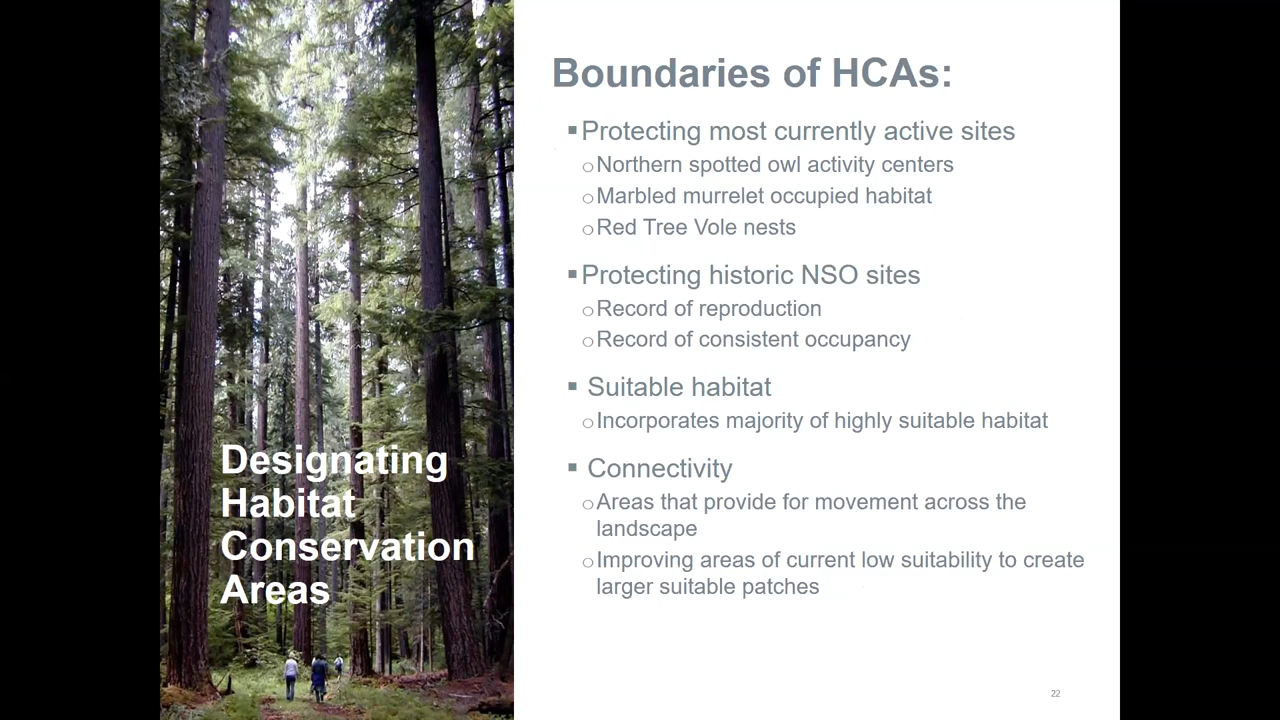 Designating
Habitat
Conservation
Areas
Boundaries of HCAs:
▪Protecting most currently active sites
○Northern spotted owl activity centers
○Marbled murrelet occupied habitat
○Red Tree Vole nests
▪Protecting historic NSO sites
○Record of reproduction
○Record of consistent occupancy
▪ Suitable habitat
○Incorporates majority of highly suitable habitat
▪ Connectivity
○Areas that provide for movement across the
landscape
○Improving areas of current low suitability to create
larger suitable patches
22